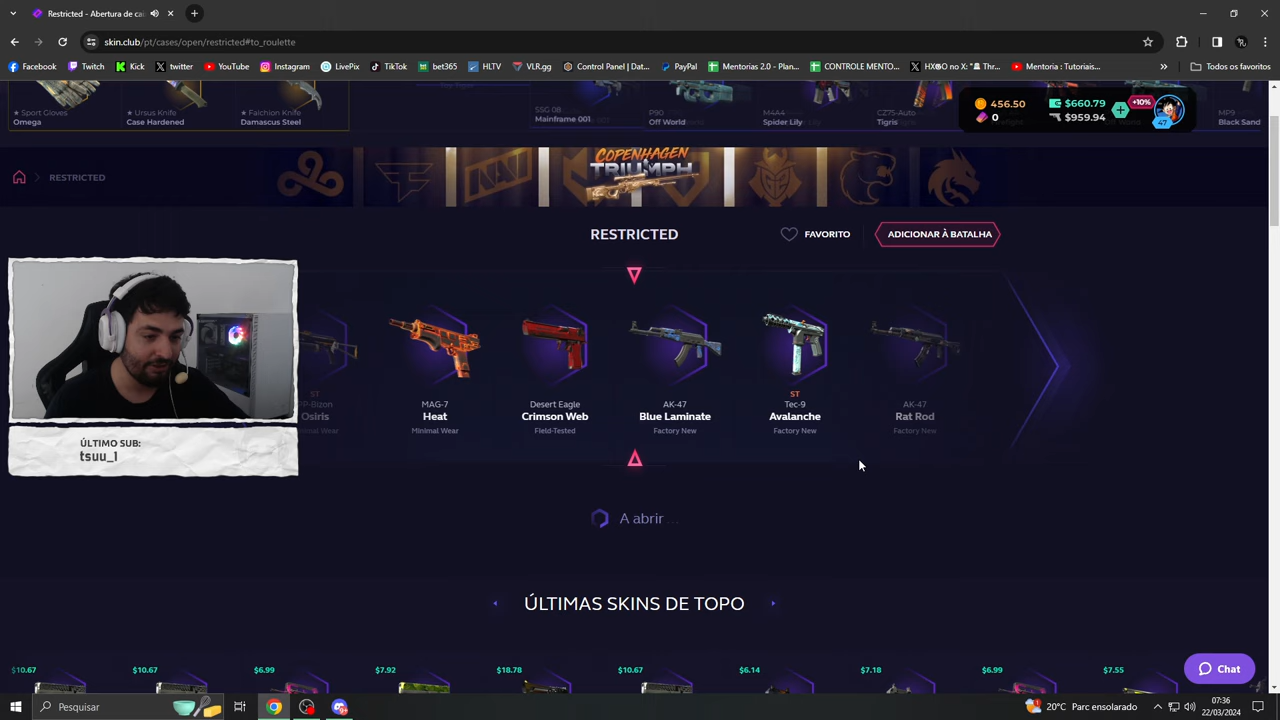 Restricted - Abertura de ca
skin.club/pt/cases/open/restricted#to_roulette
Facebook Twitch Kick twitter YouTube Instagram LivePix TikTok bet365 HLTV VLR.gg Control Panel | Dat... PayPal Mentorias 2.0 - Plan... CONTROLE MENTO... Mentoria : Tutoriais... Todos os favoritos
★ Sport Gloves
Omega
★ Ursus Knife
Case Hardened
★ Falchion Knife
Damascus Steel
SSG 08
Mainframe 001
P90
Off World
M4A4
Spider Lily
CZ75-Auto
Tigris
MP9
Black Sand
456.50
0
$660.79
$959.94
+10%
47
RESTRICTED
COPENHAGEN
TRIUMPH
RESTRICTED
FAVORITO
ADICIONAR À BATALHA
ST
PP-Bizon
Osiris
Minimal Wear
MAG-7
Heat
Minimal Wear
Desert Eagle
Crimson Web
Field-Tested
AK-47
Blue Laminate
Factory New
ST
Tec-9
Avalanche
Factory New
AK-47
Rat Rod
Factory New
ÚLTIMO SUB:
tsuu_1
A abrir...
ÚLTIMAS SKINS DE TOPO
$10.67 $10.67 $6.99 $7.92 $18.78 $10.67 $6.14 $7.18 $6.99 $7.55
Chat
Pesquisar
20°C Parc ensolarado
07:36
22/03/2024